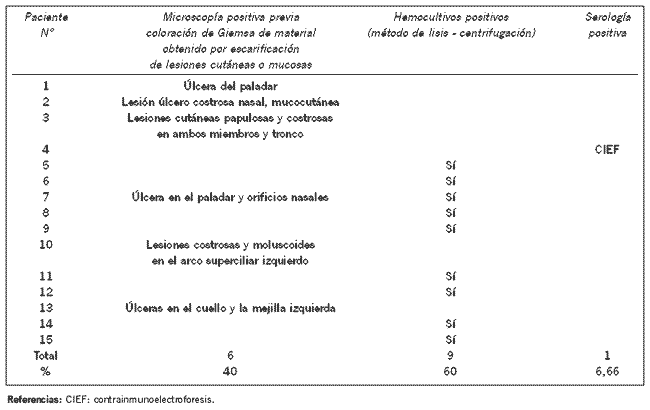 Paciente Microscopía positiva previa Hemocultivos positivos Serología
N° coloración de Giemsa de material (método de lisis - centrifugación) positiva
obtenido por escarificación
de lesiones cutáneas o mucosas
1 Úlcera del paladar
2 Lesión úlcero costrosa nasal, mucocutánea
3 Lesiones cutáneas papulosas y costrosas
en ambos miembros y tronco
4 CIEF
5 Sí
6 Sí
7 Úlcera en el paladar y orificios nasales Sí
8 Sí
9 Sí
10 Lesiones costrosas y moluscoides
en el arco superciliar izquierdo
11 Sí
12 Sí
13 Úlceras en el cuello y la mejilla izquierda
14 Sí
15 Sí
Total 6 9 1
% 40 60 6,66
Referencias: CIEF: contrainmunoelectroforesis.